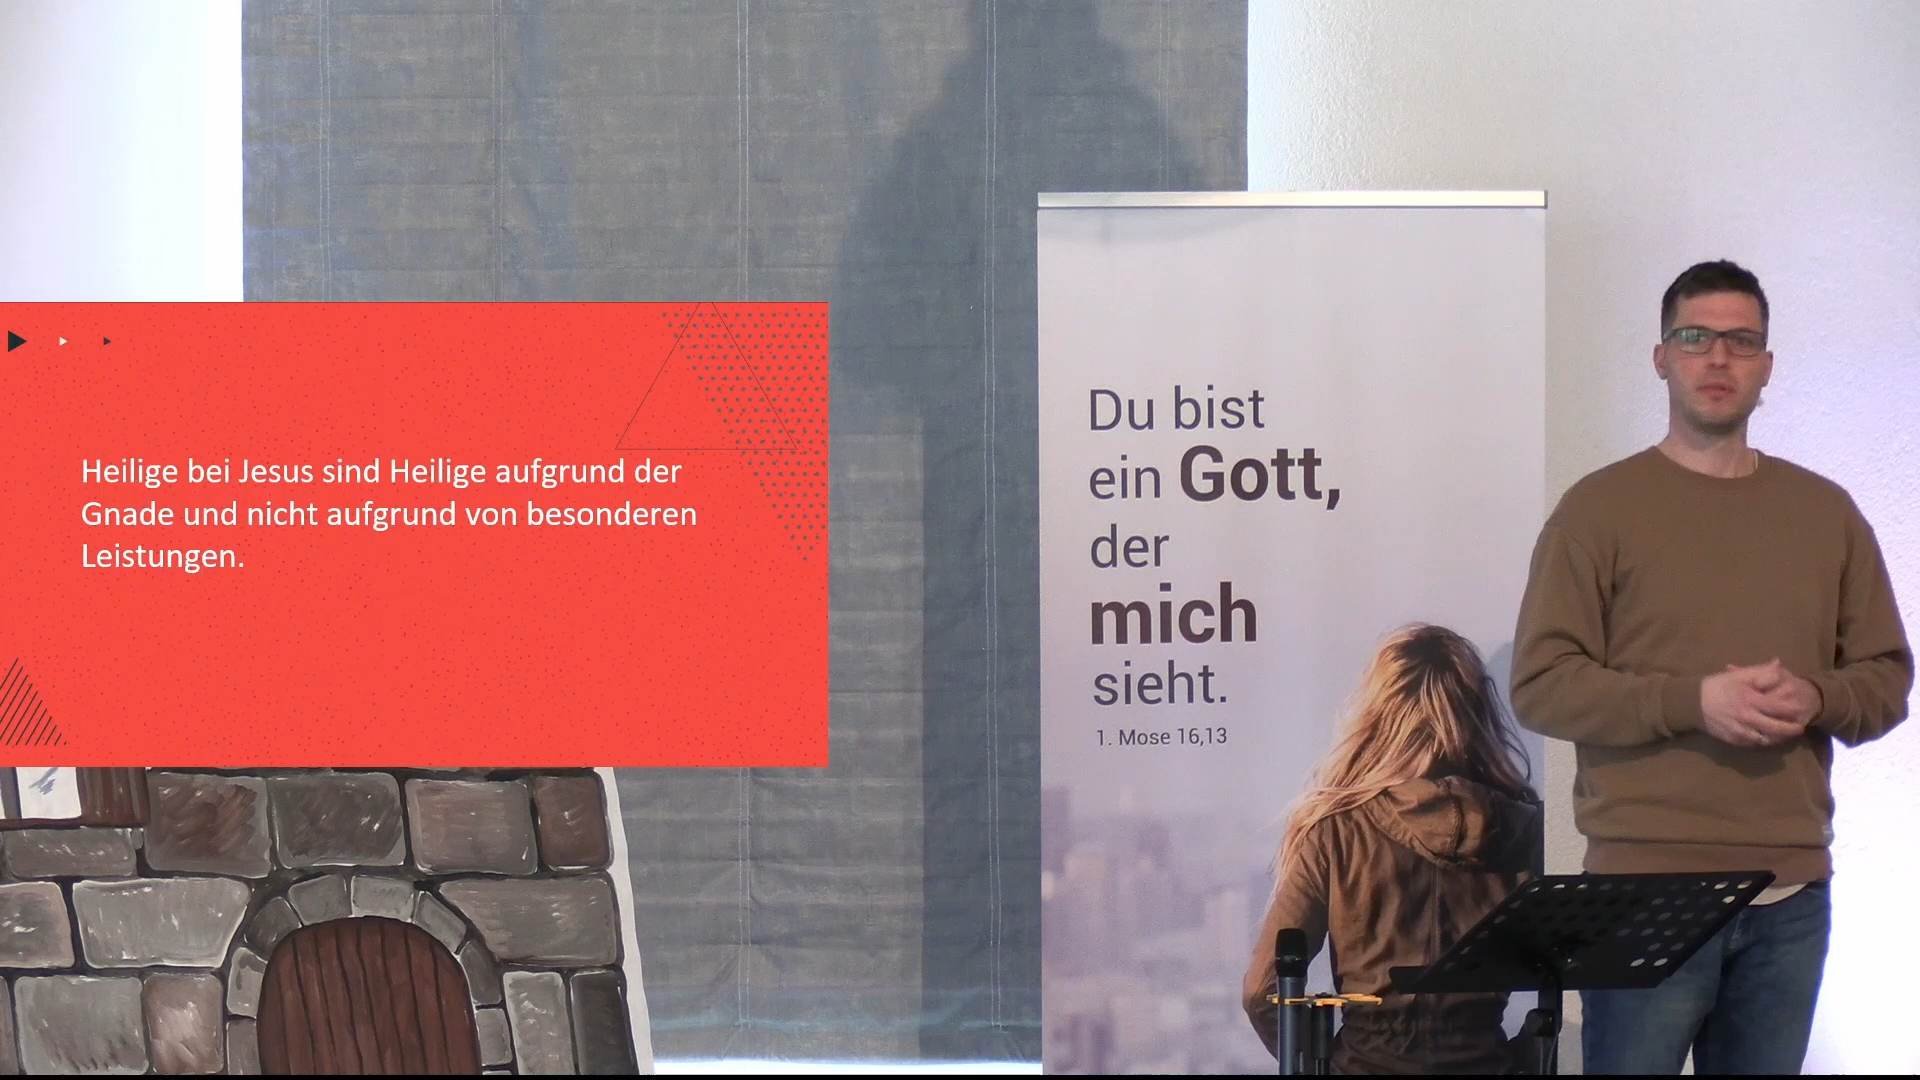 Heilige bei Jesus sind Heilige aufgrund der
Gnade und nicht aufgrund von besonderen
Leistungen.
Du bist
ein Gott,
der
mich
sieht.
1. Mose 16,13